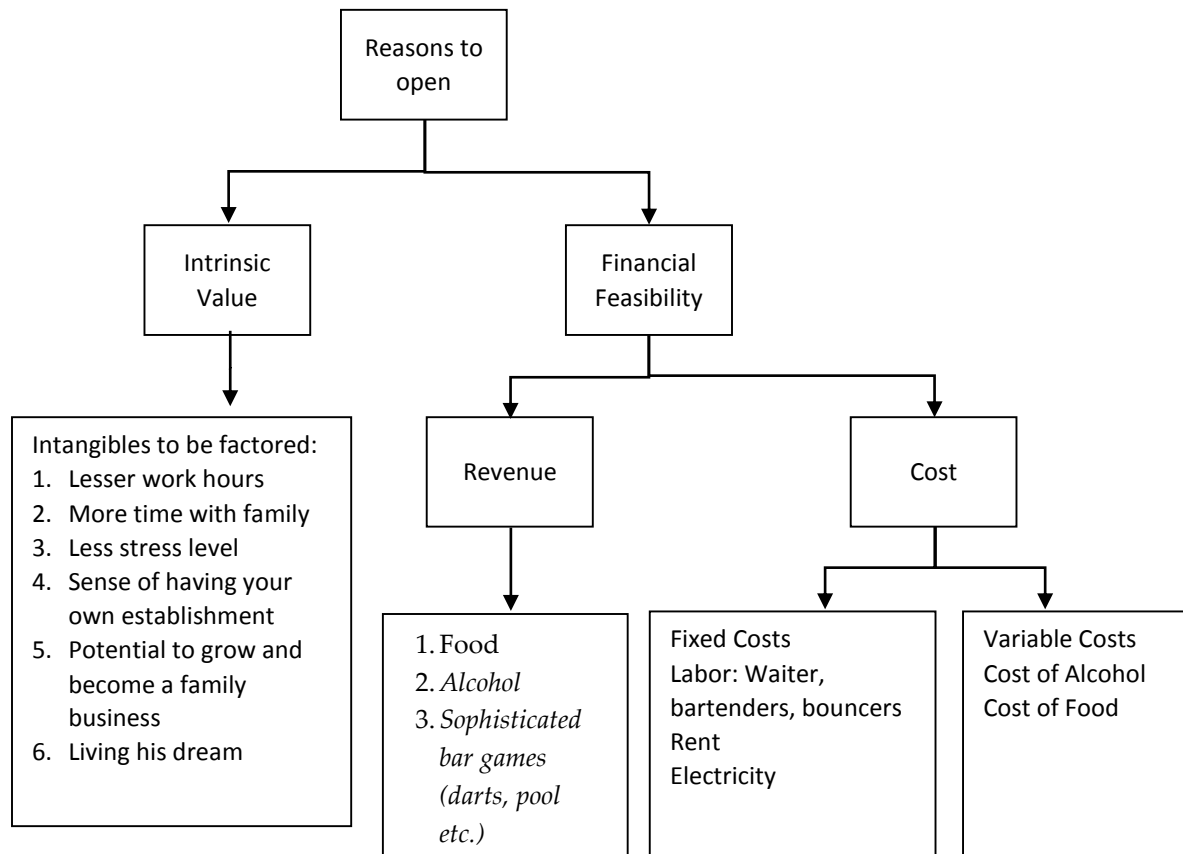 Reasons to
open
Intrinsic
Value
Financial
Feasibility
Intangibles to be factored:
1. Lesser work hours
2. More time with family
3. Less stress level
4. Sense of having your
own establishment
5. Potential to grow and
become a family
business
6. Living his dream
Revenue
Cost
1. Food
2. Alcohol
3. Sophisticated
bar games
(darts, pool
etc.)
Fixed Costs
Labor: Waiter,
bartenders, bouncers
Rent
Electricity
Variable Costs
Cost of Alcohol
Cost of Food